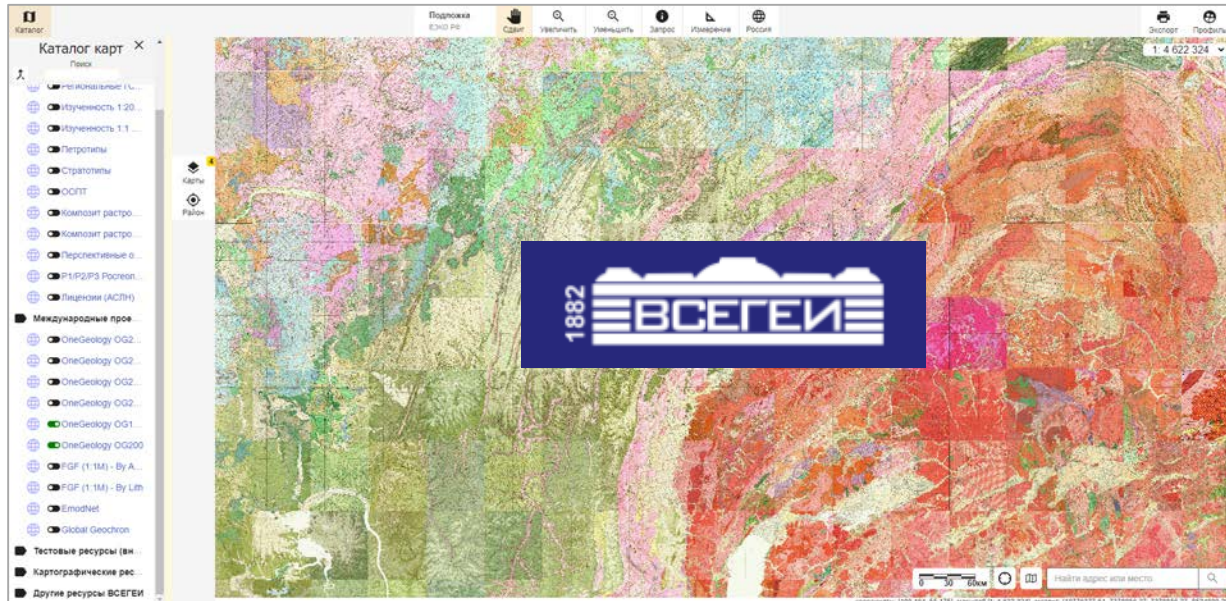 Каталог
Подложка
ЕЭКО РФ
Сдвиг
Увеличить
Уменьшить
Запрос
Измерение
Россия
Экспорт
Профиль
Каталог карт ×
Поиск
1: 4 622 324
Региональные ГС...
Изученность 1:20...
Изученность 1:1 ...
Петротипы
Стратотипы
ООПТ
Композит растро...
Композит растро...
Перспективные о...
P1/P2/P3 Росгеол...
Лицензии (АСЛН)
Международные прое...
OneGeology OG2...
OneGeology OG2...
OneGeology OG2...
OneGeology OG2...
OneGeology OG1...
OneGeology OG200
FGF (1:1M) - By A...
FGF (1:1M) - By Lith
EmodNet
Global Geochron
Тестовые ресурсы (вн...
Картографические рес...
Другие ресурсы ВСЕГЕИ
4
Карты
Район
1882
ВСЕГЕИ
0 30 60км
Найти адрес или место